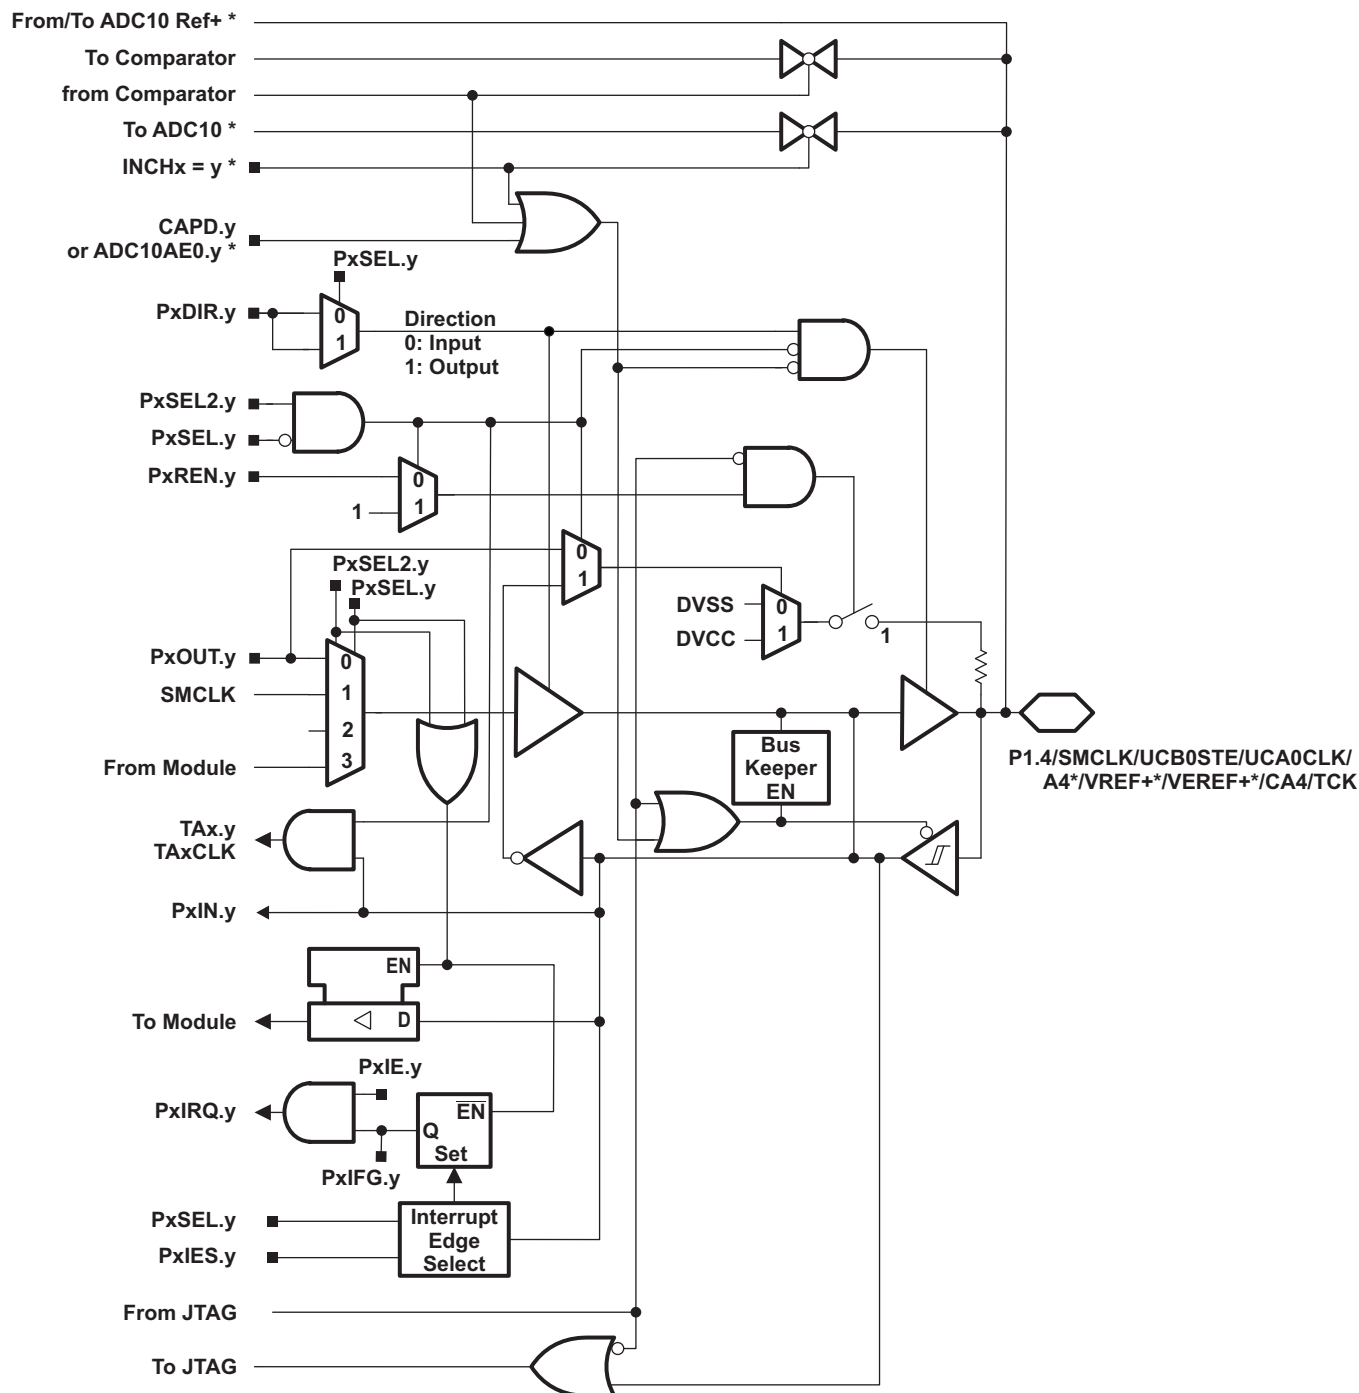 From/To ADC10 Ref+ *
To Comparator
from Comparator
To ADC10 *
INCHx = y *
CAPD.y
or ADC10AE0.y *
PxSEL.y
PxDIR.y
0
1
Direction
0: Input
1: Output
PxSEL2.y
PxSEL.y
PxREN.y
0
1
1
0
1
PxSEL2.y
PxSEL.y
DVSS
DVCC
0
1
1
PxOUT.y
SMCLK
From Module
0
1
2
3
Bus
Keeper
EN
P1.4/SMCLK/UCB0STE/UCA0CLK/
A4*/VREF+*/VEREF+*/CA4/TCK
TAx.y
TAxCLK
PxIN.y
EN
D
To Module
PxIE.y
PxIRQ.y
EN
Q
Set
PxIFG.y
PxSEL.y
PxIES.y
Interrupt
Edge
Select
From JTAG
To JTAG